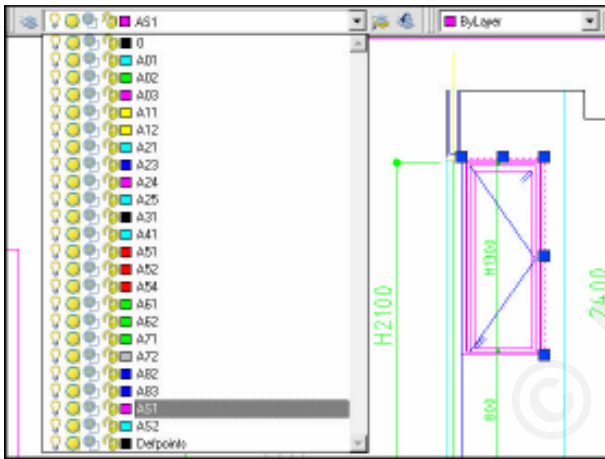 AS1 ByLayer
0
A01
A02
A03
A11
A12
A21
A23
A24
A25
A31
A41
A51
A52
A54
A61
A62
A71
A72
A82
A83
AS1
AS2
Defpoints
H2100
H1300
800
2400
©